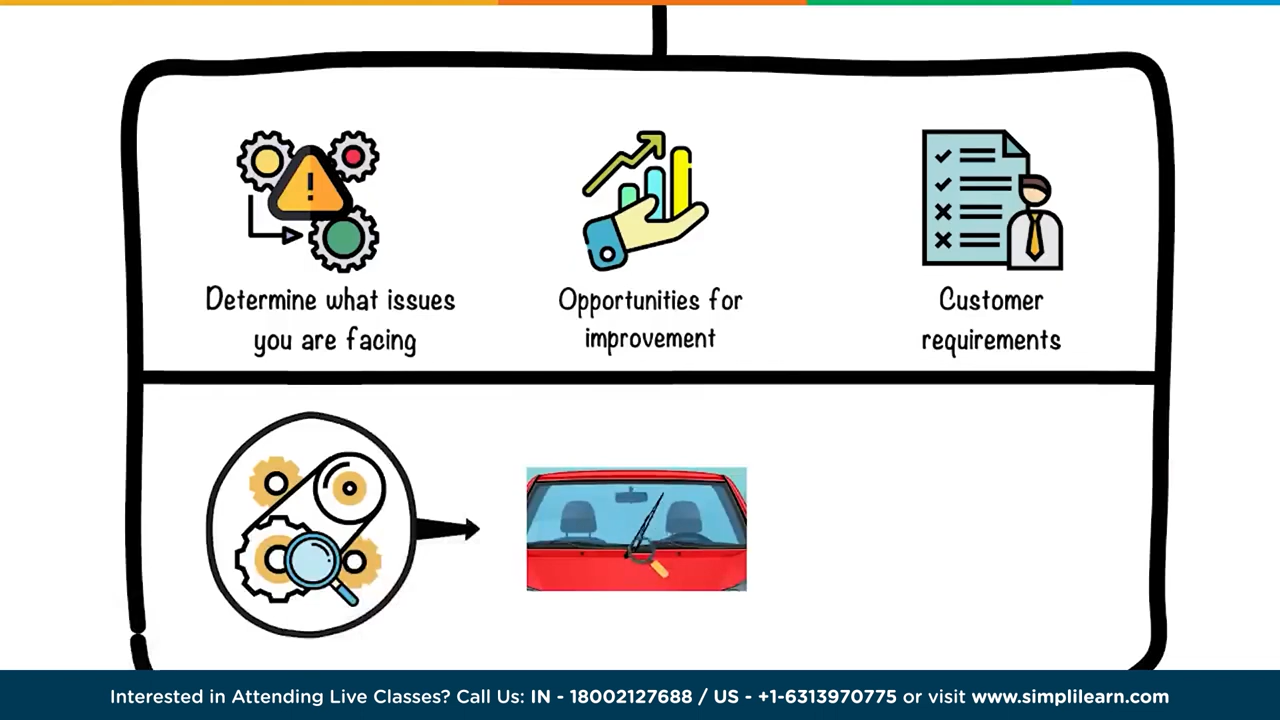 Determine what issues
you are facing
Opportunities for
improvement
Customer
requirements
Interested in Attending Live Classes? Call Us: IN - 18002127688 / US - +1-6313970775 or visit www.simplilearn.com